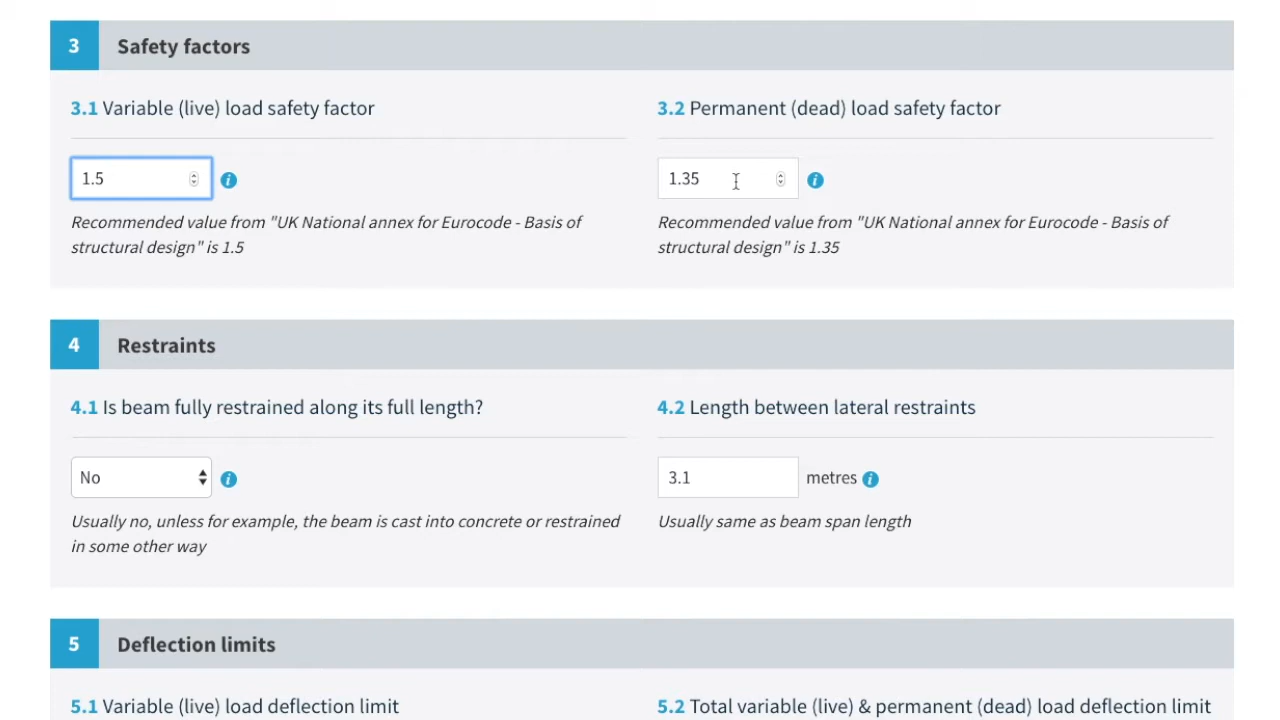 3 Safety factors
3.1 Variable (live) load safety factor
1.5
Recommended value from "UK National annex for Eurocode - Basis of
structural design" is 1.5
3.2 Permanent (dead) load safety factor
1.35
Recommended value from "UK National annex for Eurocode - Basis of
structural design" is 1.35
4 Restraints
4.1 Is beam fully restrained along its full length?
No
Usually no, unless for example, the beam is cast into concrete or restrained
in some other way
4.2 Length between lateral restraints
3.1 metres
Usually same as beam span length
5 Deflection limits
5.1 Variable (live) load deflection limit
5.2 Total variable (live) & permanent (dead) load deflection limit